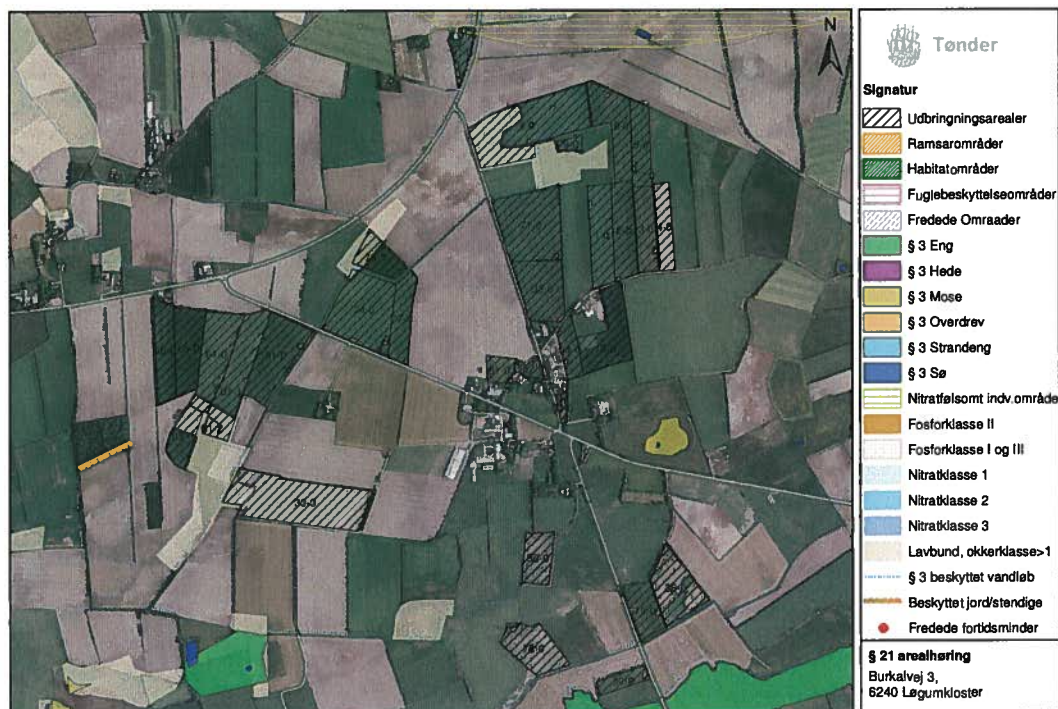 N
33-3
Tønder
Signatur
Udbringningsarealer
Ramsarområder
Habitatområder
Fuglebeskyttelseområder
Fredede Omraader
§ 3 Eng
§ 3 Hede
§ 3 Mose
§ 3 Overdrev
§ 3 Strandeng
§ 3 Sø
Nitratfølsomt indv.område
Fosforklasse II
Fosforklasse I og III
Nitratklasse 1
Nitratklasse 2
Nitratklasse 3
Lavbund, okkerklasse>1
§ 3 beskyttet vandløb
Beskyttet jord/stendige
Fredede fortidsminder
§ 21 arealhøring
Burkalvej 3,
6240 Løgumkloster